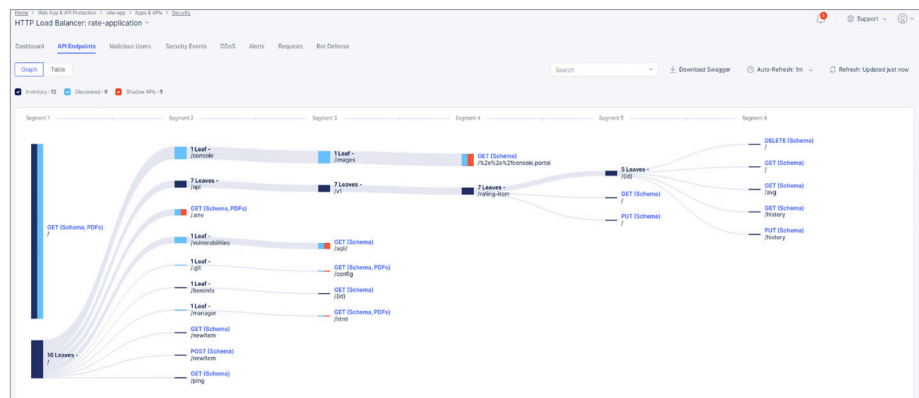 Home > Web App & API Protection > rate-app > Apps & APIs > Security
HTTP Load Balancer: rate-application
Support
Dashboard API Endpoints Malicious Users Security Events DDoS Alerts Requests Bot Defense
Graph Table
Search Download Swagger Auto-Refresh: 1m Refresh: Updated just now
Inventory: 12 Discovered: 6 Shadow APIs: 5
Segment 1 Segment 2 Segment 3 Segment 4 Segment 5 Segment 6
GET (Schema, PDFs)
/
16 Leaves -
/
1 Leaf -
/console
7 Leaves -
/api
GET (Schema, PDFs)
/.env
1 Leaf -
/vulnerabilities
1 Leaf -
/.git
1 Leaf -
/iteminfo
1 Leaf -
/manager
GET (Schema)
/newitem
POST (Schema)
/newitem
GET (Schema)
/ping
1 Leaf -
/images
7 Leaves -
/v1
GET (Schema)
/sqli/
GET (Schema, PDFs)
/config
GET (Schema)
/{id}
GET (Schema, PDFs)
/html
GET (Schema)
/%2e%2e%2fconsole.portal
7 Leaves -
/rating-item
5 Leaves -
/{id}
GET (Schema)
/
PUT (Schema)
/
DELETE (Schema)
/
GET (Schema)
/
GET (Schema)
/avg
GET (Schema)
/history
PUT (Schema)
/history